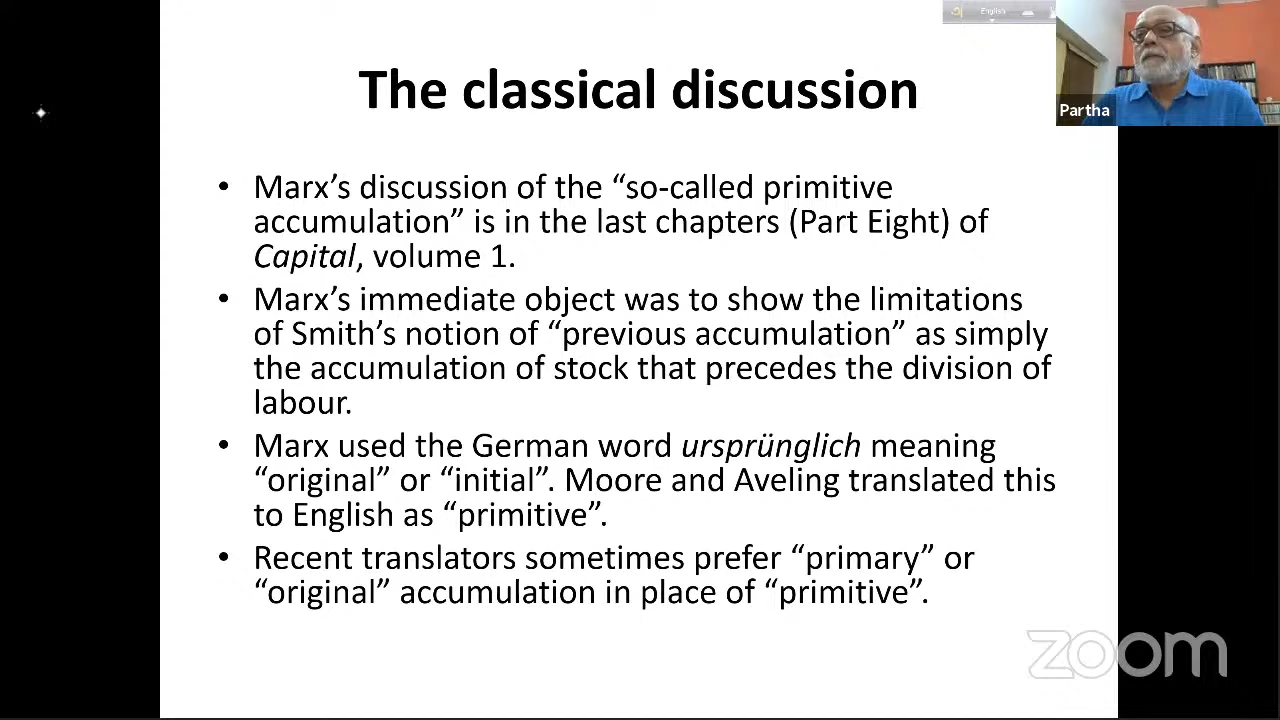 English
The classical discussion
Partha
• Marx’s discussion of the “so-called primitive
accumulation” is in the last chapters (Part Eight) of
Capital, volume 1.
• Marx’s immediate object was to show the limitations
of Smith’s notion of “previous accumulation” as simply
the accumulation of stock that precedes the division of
labour.
• Marx used the German word ursprünglich meaning
“original” or “initial”. Moore and Aveling translated this
to English as “primitive”.
• Recent translators sometimes prefer “primary” or
“original” accumulation in place of “primitive”.
zoom